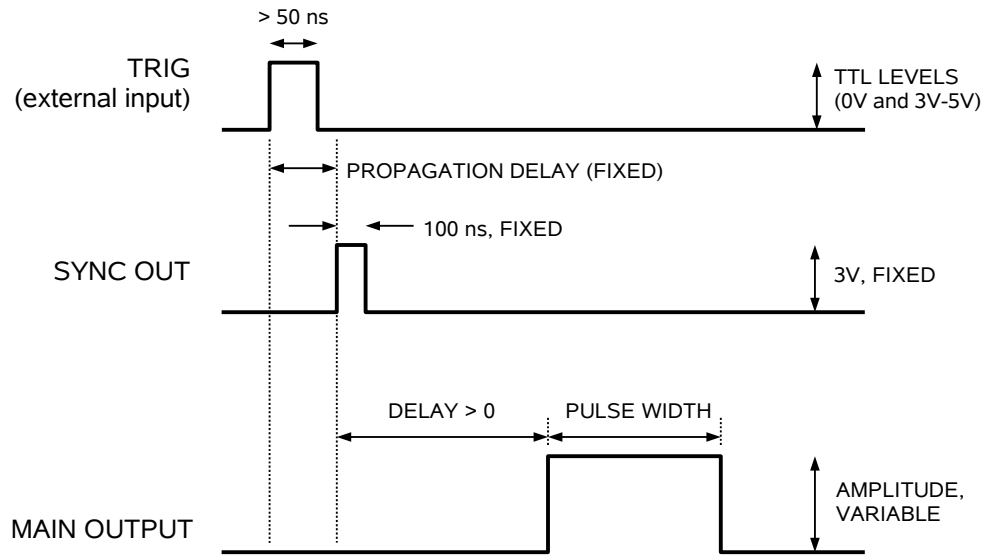 > 50 ns
TRIG
(external input)
TTL LEVELS
(0V and 3V-5V)
PROPAGATION DELAY (FIXED)
100 ns, FIXED
SYNC OUT
3V, FIXED
DELAY > 0
PULSE WIDTH
AMPLITUDE,
VARIABLE
MAIN OUTPUT